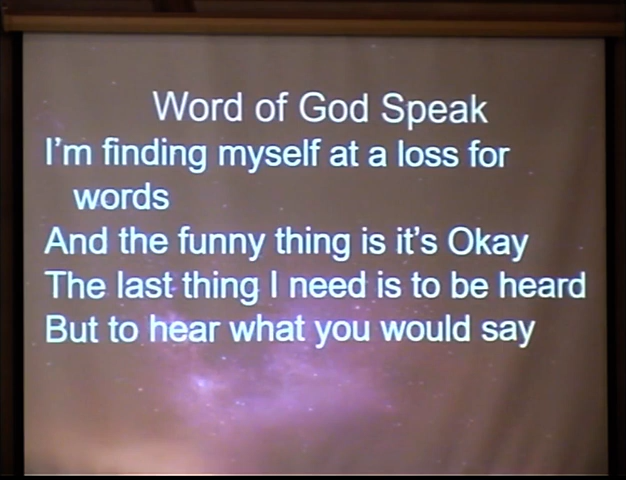 Word of God Speak
I'm finding myself at a loss for
words
And the funny thing is it's Okay
The last thing I need is to be heard
But to hear what you would say